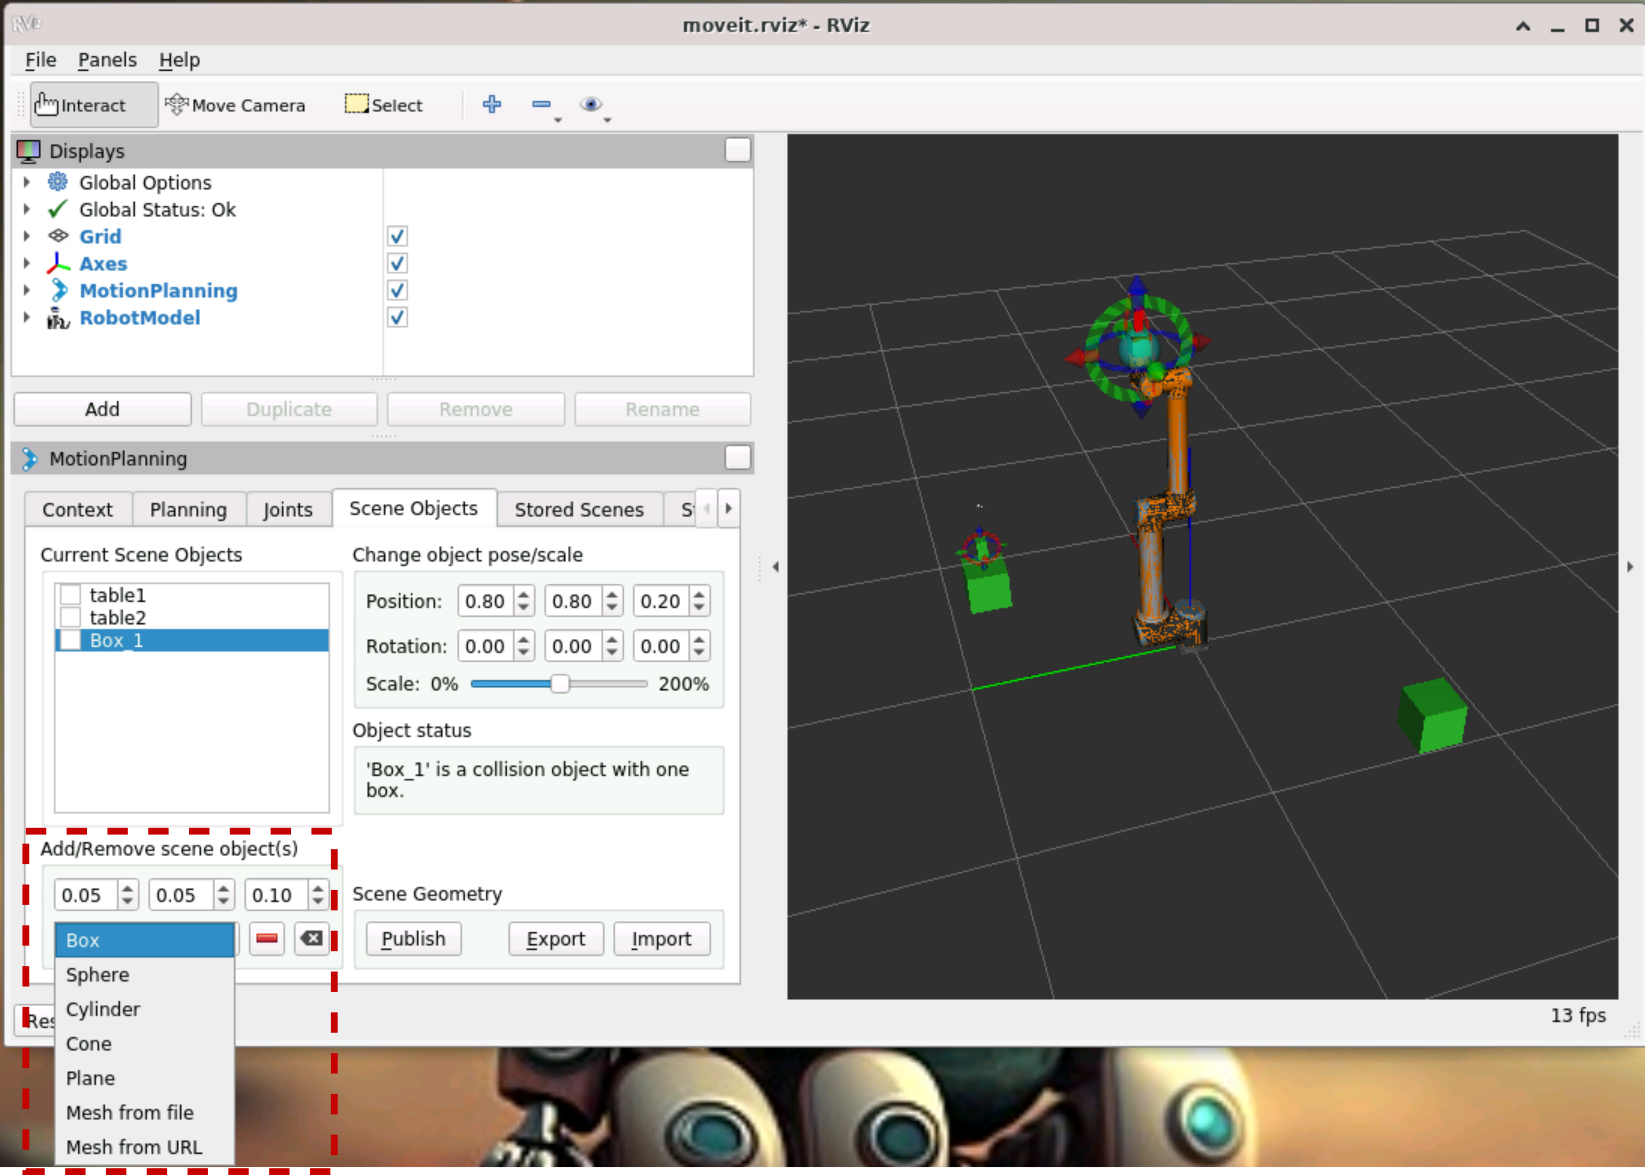 RViz
moveit.rviz* - RViz
File Panels Help
Interact Move Camera Select
Displays
Global Options
Global Status: Ok
Grid
Axes
MotionPlanning
RobotModel
Add Duplicate Remove Rename
MotionPlanning
Context Planning Joints Scene Objects Stored Scenes
Current Scene Objects
table1
table2
Box_1
Change object pose/scale
Position: 0.80 0.80 0.20
Rotation: 0.00 0.00 0.00
Scale: 0% 200%
Object status
'Box_1' is a collision object with one
box.
Add/Remove scene object(s)
0.05 0.05 0.10
Box
Sphere
Cylinder
Cone
Plane
Mesh from file
Mesh from URL
Scene Geometry
Publish Export Import
Res
13 fps